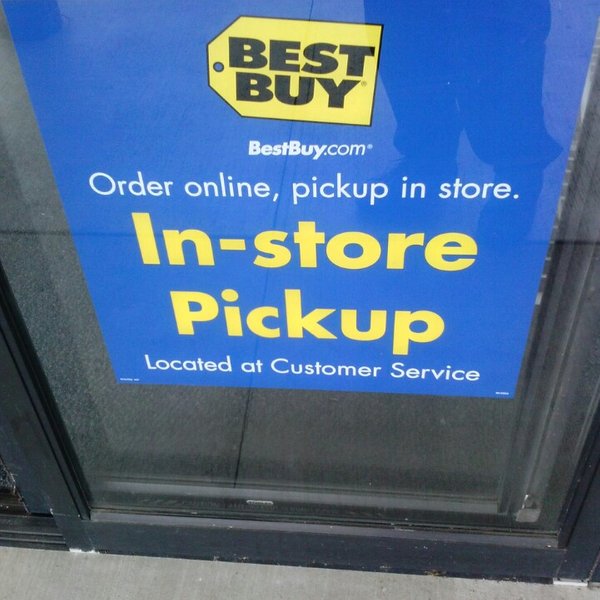 BEST
BUY
BestBuy.com®
Order online, pickup in store.
In-store
Pickup
Located at Customer Service